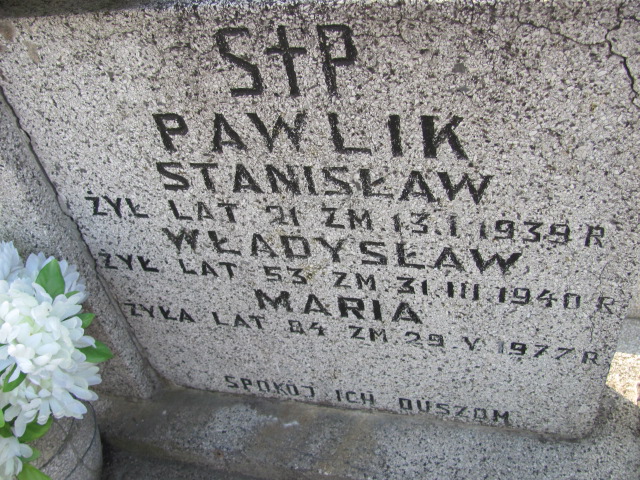 S†P
PAWLIK
STANISŁAW
ŻYŁ LAT 21 ZM. 13.I 1939 R
WŁADYSŁAW
ŻYŁ LAT 53 ZM. 31.III 1940 R
MARIA
ŻYŁA LAT 84 ZM 29 V 1977 R
SPOKÓJ ICH DUSZOM